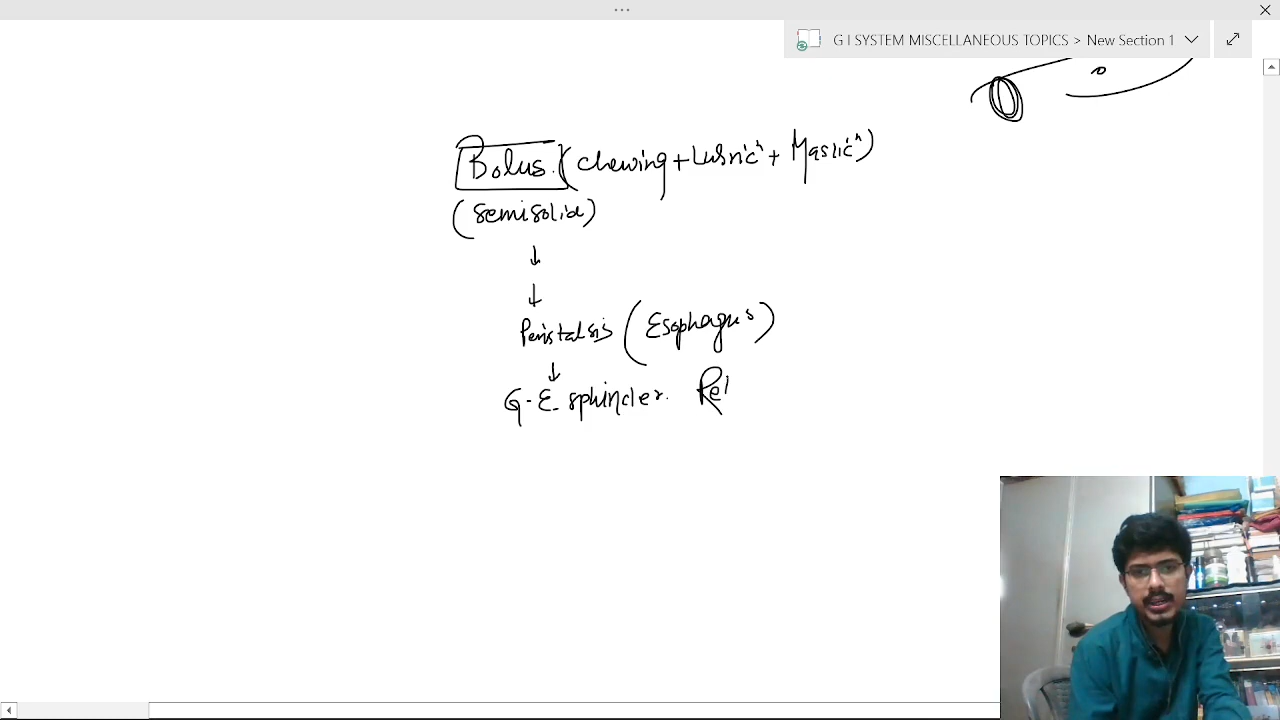 G I SYSTEM MISCELLANEOUS TOPICS > New Section 1
Bolus. (Chewing + Lubricⁿ + Masticⁿ)
(Semisolid)
↓
↓
Peristalsis (Esophagus)
↓
G-E sphincter. Rel